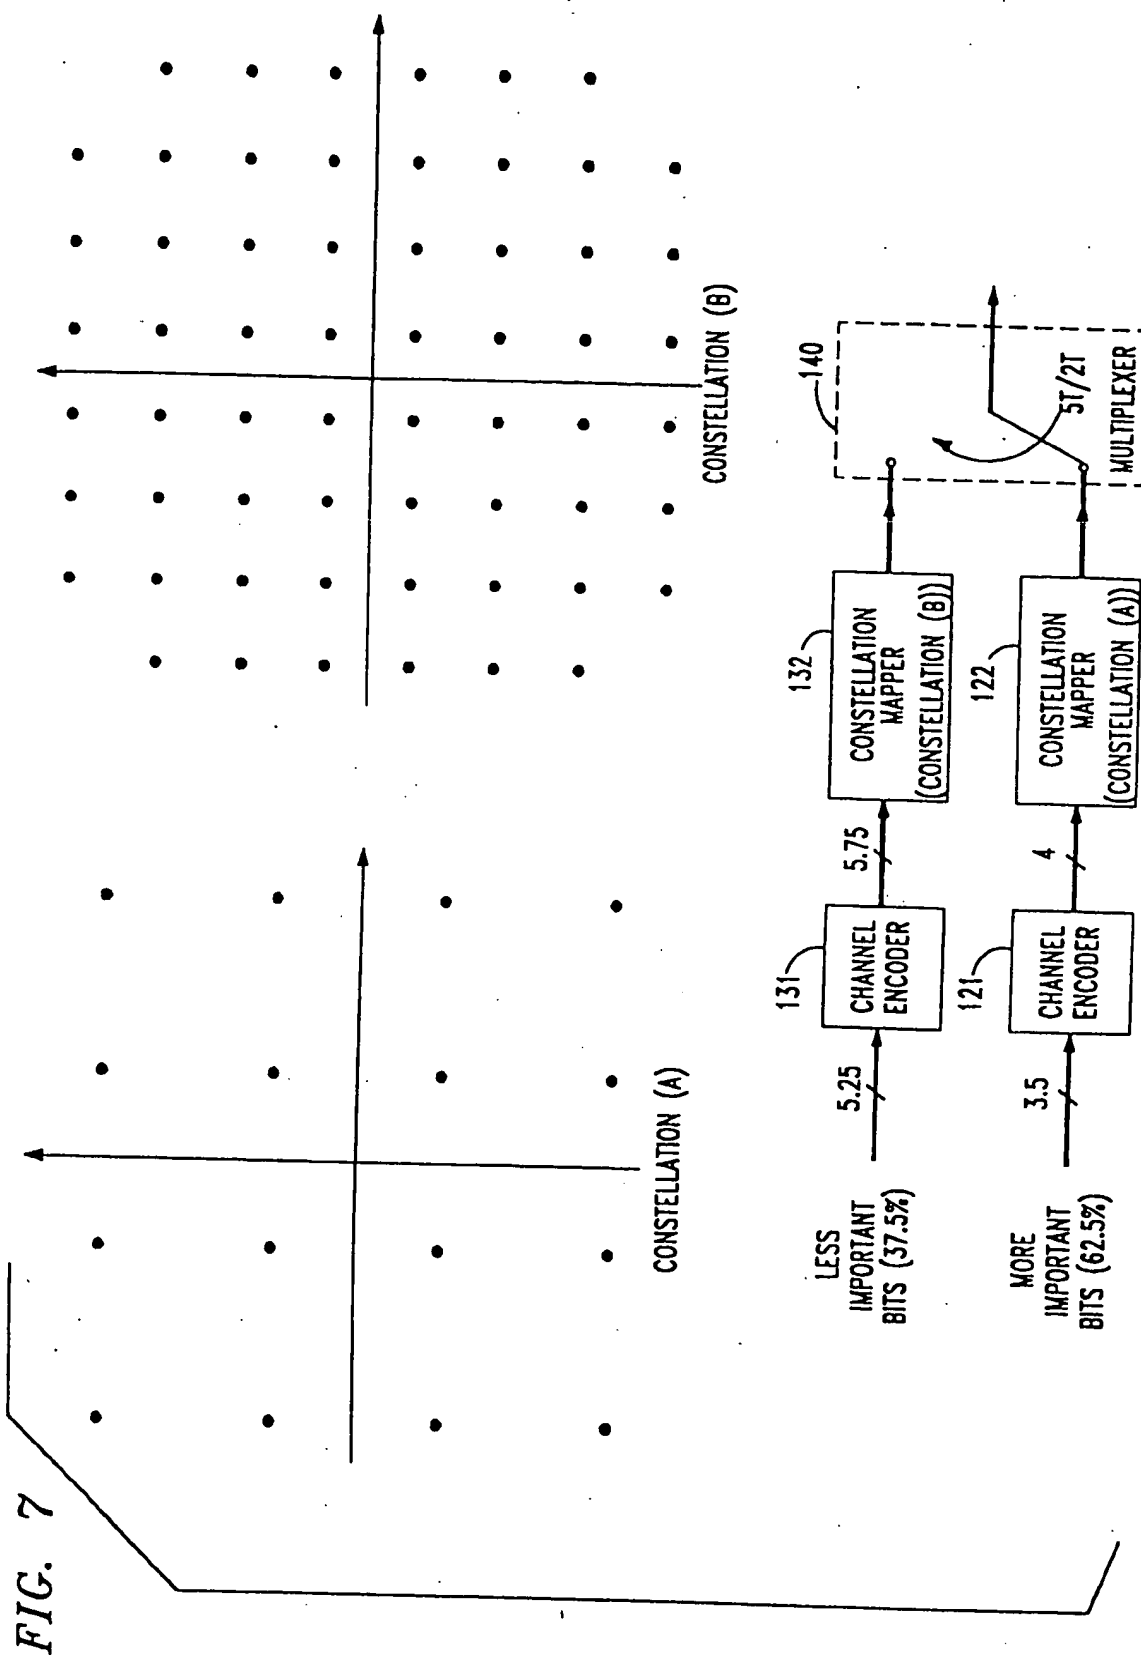 FIG. 7
CONSTELLATION (A)
CONSTELLATION (B)
LESS
IMPORTANT
BITS (37.5%)
5.25
131
CHANNEL
ENCODER
5.75
132
CONSTELLATION
MAPPER
(CONSTELLATION (B))
140
5T/2T
MULTIPLEXER
MORE
IMPORTANT
BITS (62.5%)
3.5
121
CHANNEL
ENCODER
4
122
CONSTELLATION
MAPPER
(CONSTELLATION (A))